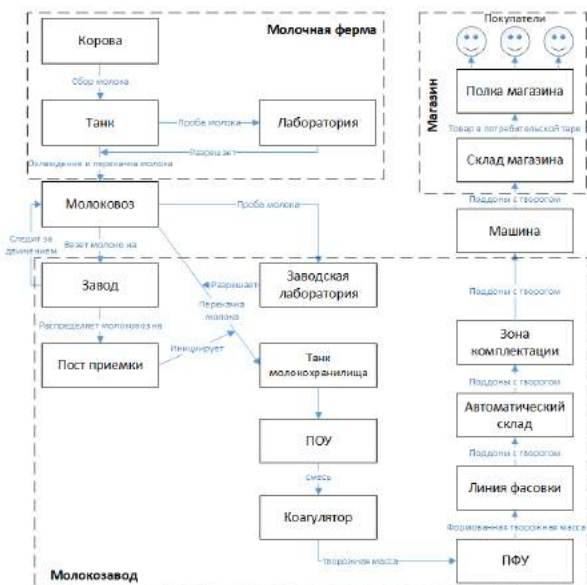 Покупатели
Молочная ферма
Корова
Сбор молока
Танк
Проба молока
Лаборатория
Разрешает
Охлаждение и перекачка молока
Магазин
Полка магазина
Товар в потребительской таре
Склад магазина
Поддоны с творогом
Машина
Молоковоз
Проба молока
Следит за
движением
Везет молоко на
Завод
Разрешает
Заводская
лаборатория
Перекачка
молока
Распределяет молоковоз на
Пост приемки
Инициирует
Танк
молокохранилища
ПОУ
смесь
Коагулятор
творожная масса
Поддоны с творогом
Зона
комплектации
Поддоны с творогом
Автоматический
склад
Поддоны с творогом
Линия фасовки
Формованная творожная масса
ПФУ
Молокозавод